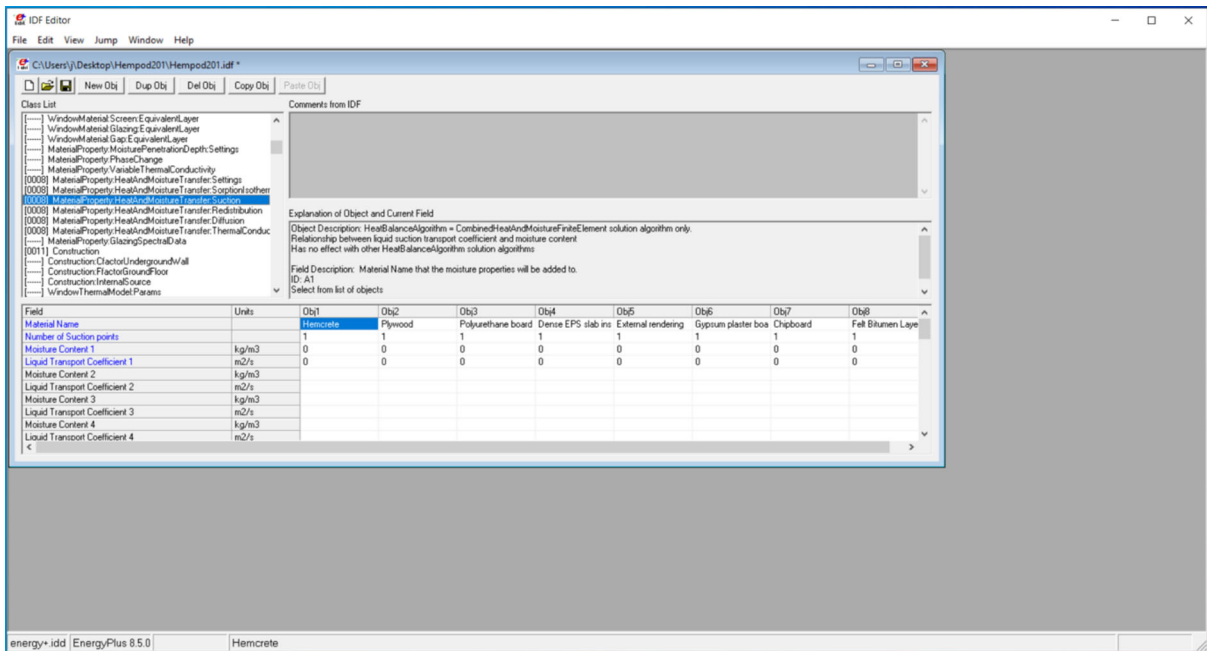 IDF Editor
File Edit View Jump Window Help
C:\Users\j\Desktop\Hempod201\Hempod201.idf *
New Obj Dup Obj Del Obj Copy Obj Paste Obj
Class List
[------] WindowMaterial:Screen:EquivalentLayer
[------] WindowMaterial:Glazing:EquivalentLayer
[------] WindowMaterial:Gap:EquivalentLayer
[------] MaterialProperty:MoisturePenetrationDepth:Settings
[------] MaterialProperty:PhaseChange
[------] MaterialProperty:VariableThermalConductivity
[0008] MaterialProperty:HeatAndMoistureTransfer:Settings
[0008] MaterialProperty:HeatAndMoistureTransfer:SorptionIsotherm
[0008] MaterialProperty:HeatAndMoistureTransfer:Suction
[0008] MaterialProperty:HeatAndMoistureTransfer:Redistribution
[0008] MaterialProperty:HeatAndMoistureTransfer:Diffusion
[0008] MaterialProperty:HeatAndMoistureTransfer:ThermalConduc
[------] MaterialProperty:GlazingSpectralData
[0011] Construction
[------] Construction:CfactorUndergroundWall
[------] Construction:FfactorGroundFloor
[------] Construction:InternalSource
[------] WindowThermalModel:Params
Comments from IDF
Explanation of Object and Current Field
Object Description: HeatBalanceAlgorithm = CombinedHeatAndMoistureFiniteElement solution algorithm only.
Relationship between liquid suction transport coefficient and moisture content
Has no effect with other HeatBalanceAlgorithm solution algorithms
Field Description: Material Name that the moisture properties will be added to.
ID: A1
Select from list of objects
Field Units Obj1 Obj2 Obj3 Obj4 Obj5 Obj6 Obj7 Obj8
Material Name Hemcrete Plywood Polyurethane board Dense EPS slab ins External rendering Gypsum plaster boa Chipboard Felt Bitumen Laye
Number of Suction points 1 1 1 1 1 1 1 1
Moisture Content 1 kg/m3 0 0 0 0 0 0 0 0
Liquid Transport Coefficient 1 m2/s 0 0 0 0 0 0 0 0
Moisture Content 2 kg/m3
Liquid Transport Coefficient 2 m2/s
Moisture Content 3 kg/m3
Liquid Transport Coefficient 3 m2/s
Moisture Content 4 kg/m3
Liquid Transport Coefficient 4 m2/s
energy+.idd EnergyPlus 8.5.0 Hemcrete